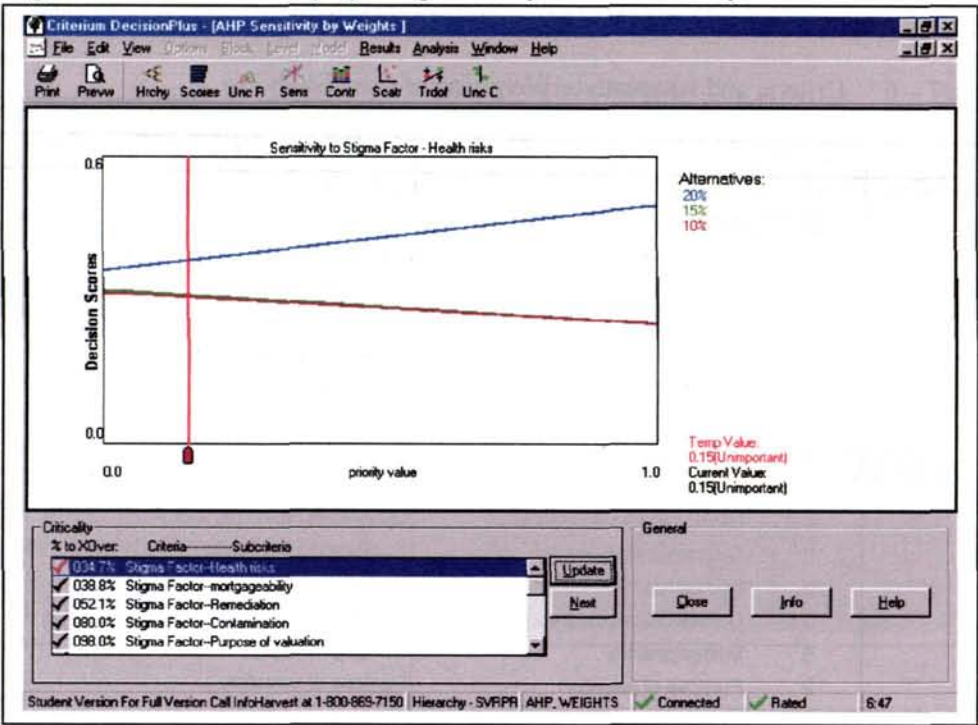 Criterium DecisionPlus - [AHP Sensitivity by Weights ]
File Edit View Options Block Level Model Results Analysis Window Help
Print Prevw Hrchy Scores Unc R Sens Contr Scatr Trdof Unc C
Sensitivity to Stigma Factor - Health risks
0.6
Decision Scores
0.0
0.0 priority value 1.0
Alternatives:
20%
15%
10%
Temp Value:
0.15(Unimportant)
Current Value:
0.15(Unimportant)
Criticality
% to XOver: Criteria----------Subcriteria
034.7% Stigma Factor--Health risks
038.8% Stigma Factor--mortgageability
052.1% Stigma Factor--Remediation
080.0% Stigma Factor--Contamination
098.0% Stigma Factor--Purpose of valuation
Update
Next
General
Close Info Help
Student Version For Full Version Call InfoHarvest at 1-800-869-7150 Hierarchy - SVRPR AHP, WEIGHTS Connected Rated 6:47